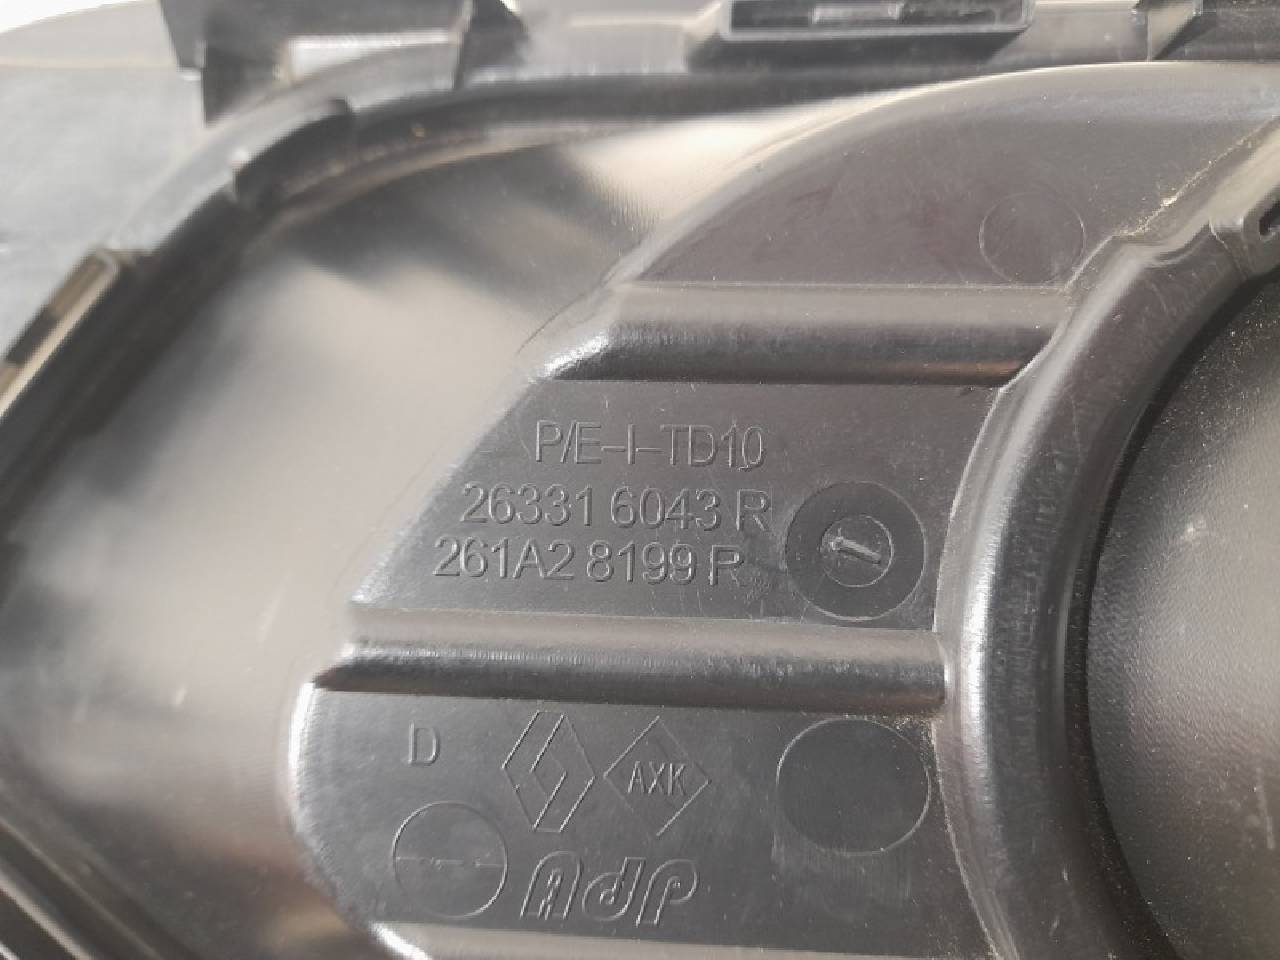 P/E-I-TD10
26331 6043 R
261A2 8199 R
D
AXK
AdP